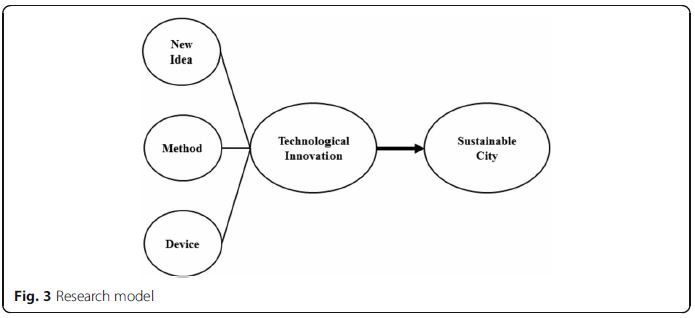 New
Idea
Method
Device
Technological
Innovation
Sustainable
City
Fig. 3 Research model